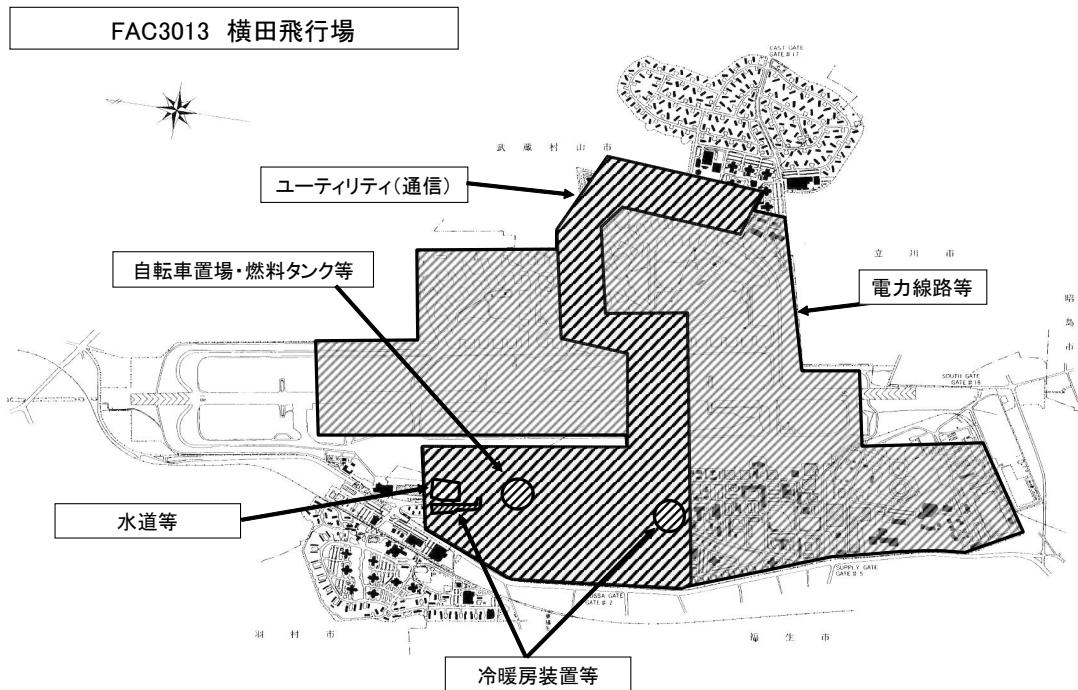 FAC3013 横田飛行場
EAST GATE
GATE # 17
武蔵村山市
ユーティリティ(通信)
立川市
自転車置場・燃料タンク等
電力線路等
昭島市
SOUTH GATE
GATE # 18
水道等
SUPPLY GATE
GATE # 5
GATE # 2
羽村市
福生市
冷暖房装置等